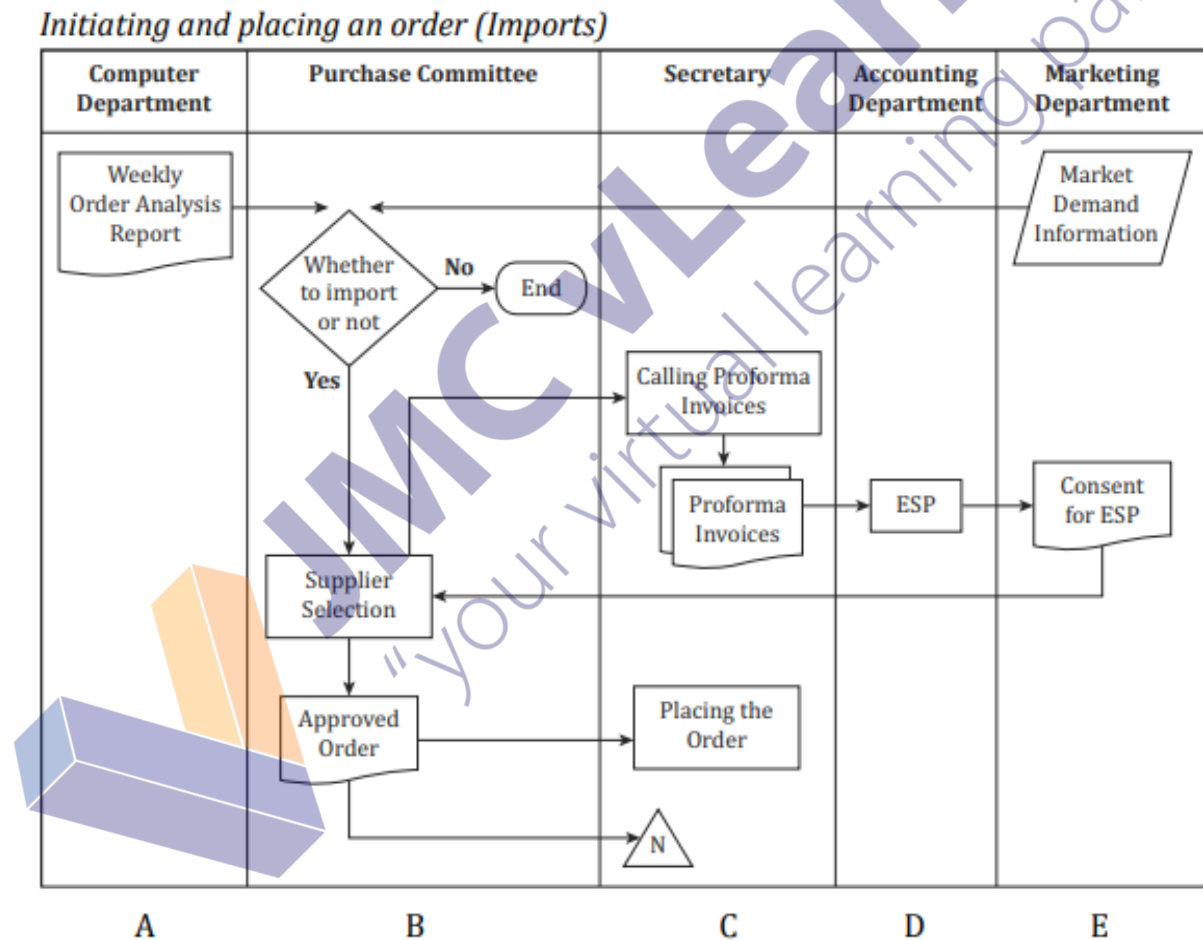 Initiating and placing an order (Imports)
Computer
Department
Purchase Committee
Secretary
Accounting
Department
Marketing
Department
Weekly
Order Analysis
Report
Market
Demand
Information
Whether
to import
or not
No
End
Yes
Calling Proforma
Invoices
Proforma
Invoices
ESP
Consent
for ESP
Supplier
Selection
Approved
Order
Placing the
Order
N
A
B
C
D
E
JMC vLear
"your virtual learning pa